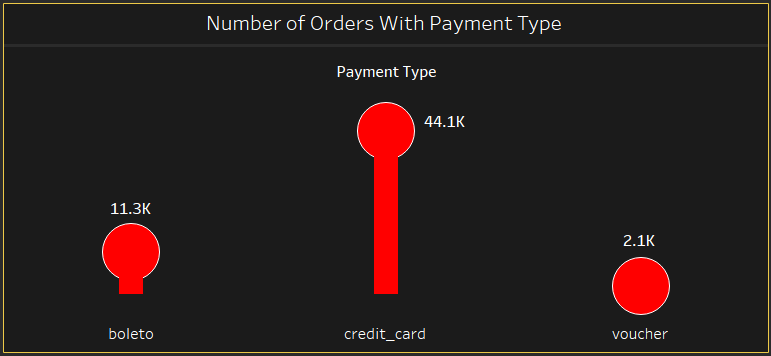 Number of Orders With Payment Type
Payment Type
44.1K
11.3K
2.1K
boleto
credit_card
voucher